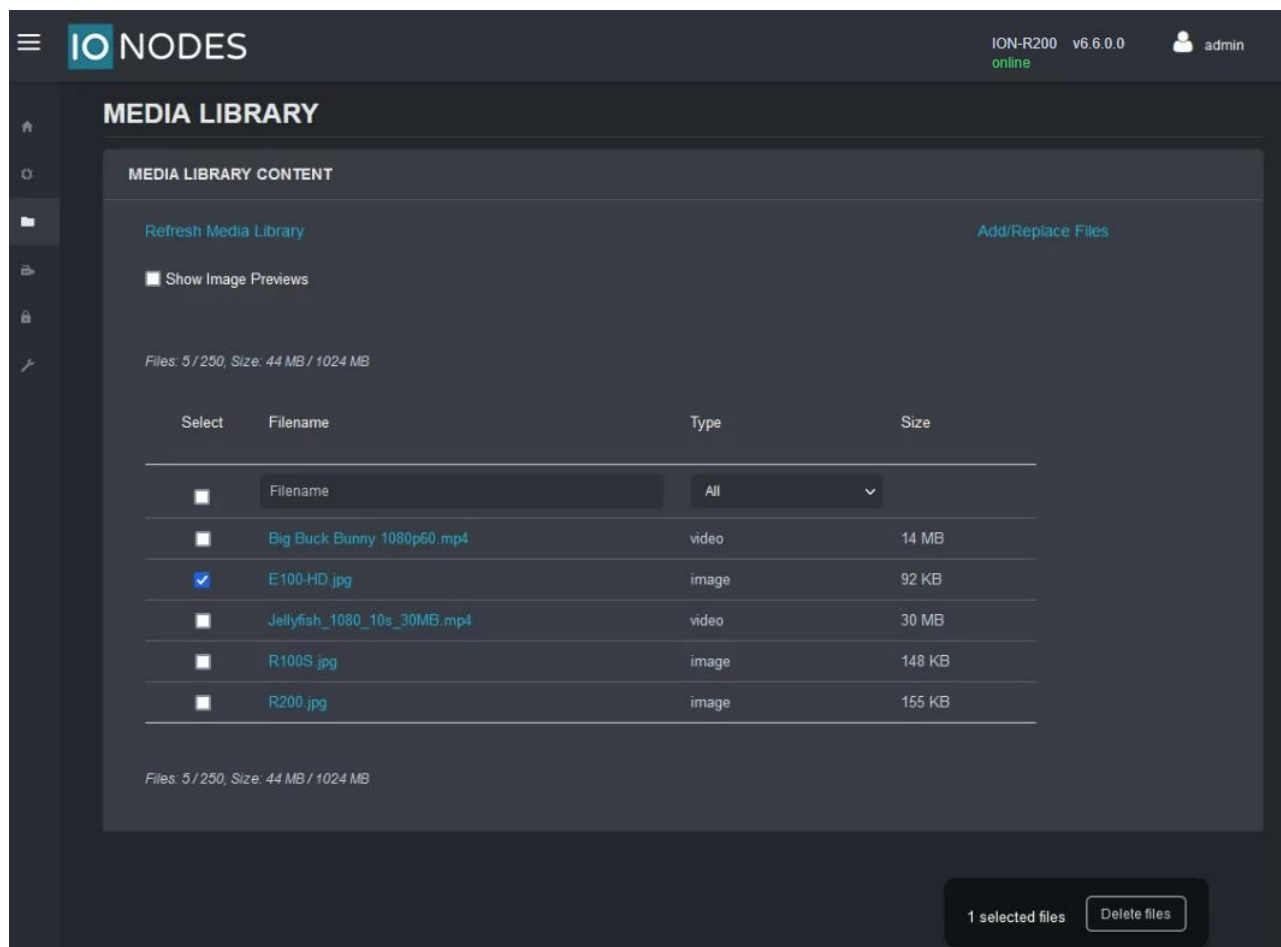 IONODES
ION-R200 v6.6.0.0 admin
online
MEDIA LIBRARY
MEDIA LIBRARY CONTENT
Refresh Media Library Add/Replace Files
Show Image Previews
Files: 5 / 250, Size: 44 MB / 1024 MB
Select Filename Type Size
Filename All
Big Buck Bunny 1080p60.mp4 video 14 MB
E100-HD.jpg image 92 KB
Jellyfish_1080_10s_30MB.mp4 video 30 MB
R100S.jpg image 148 KB
R200.jpg image 155 KB
Files: 5 / 250, Size: 44 MB / 1024 MB
1 selected files Delete files